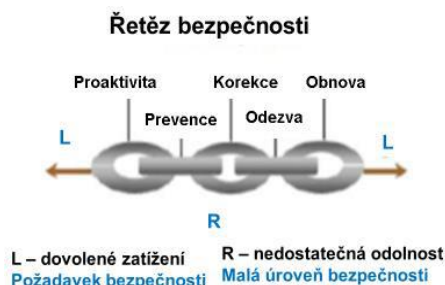 Řetěz bezpečnosti
Proaktivita Korekce Obnova
Prevence Odezva
L L
R
L – dovolené zatížení R – nedostatečná odolnost
Požadavek bezpečnosti Malá úroveň bezpečnosti